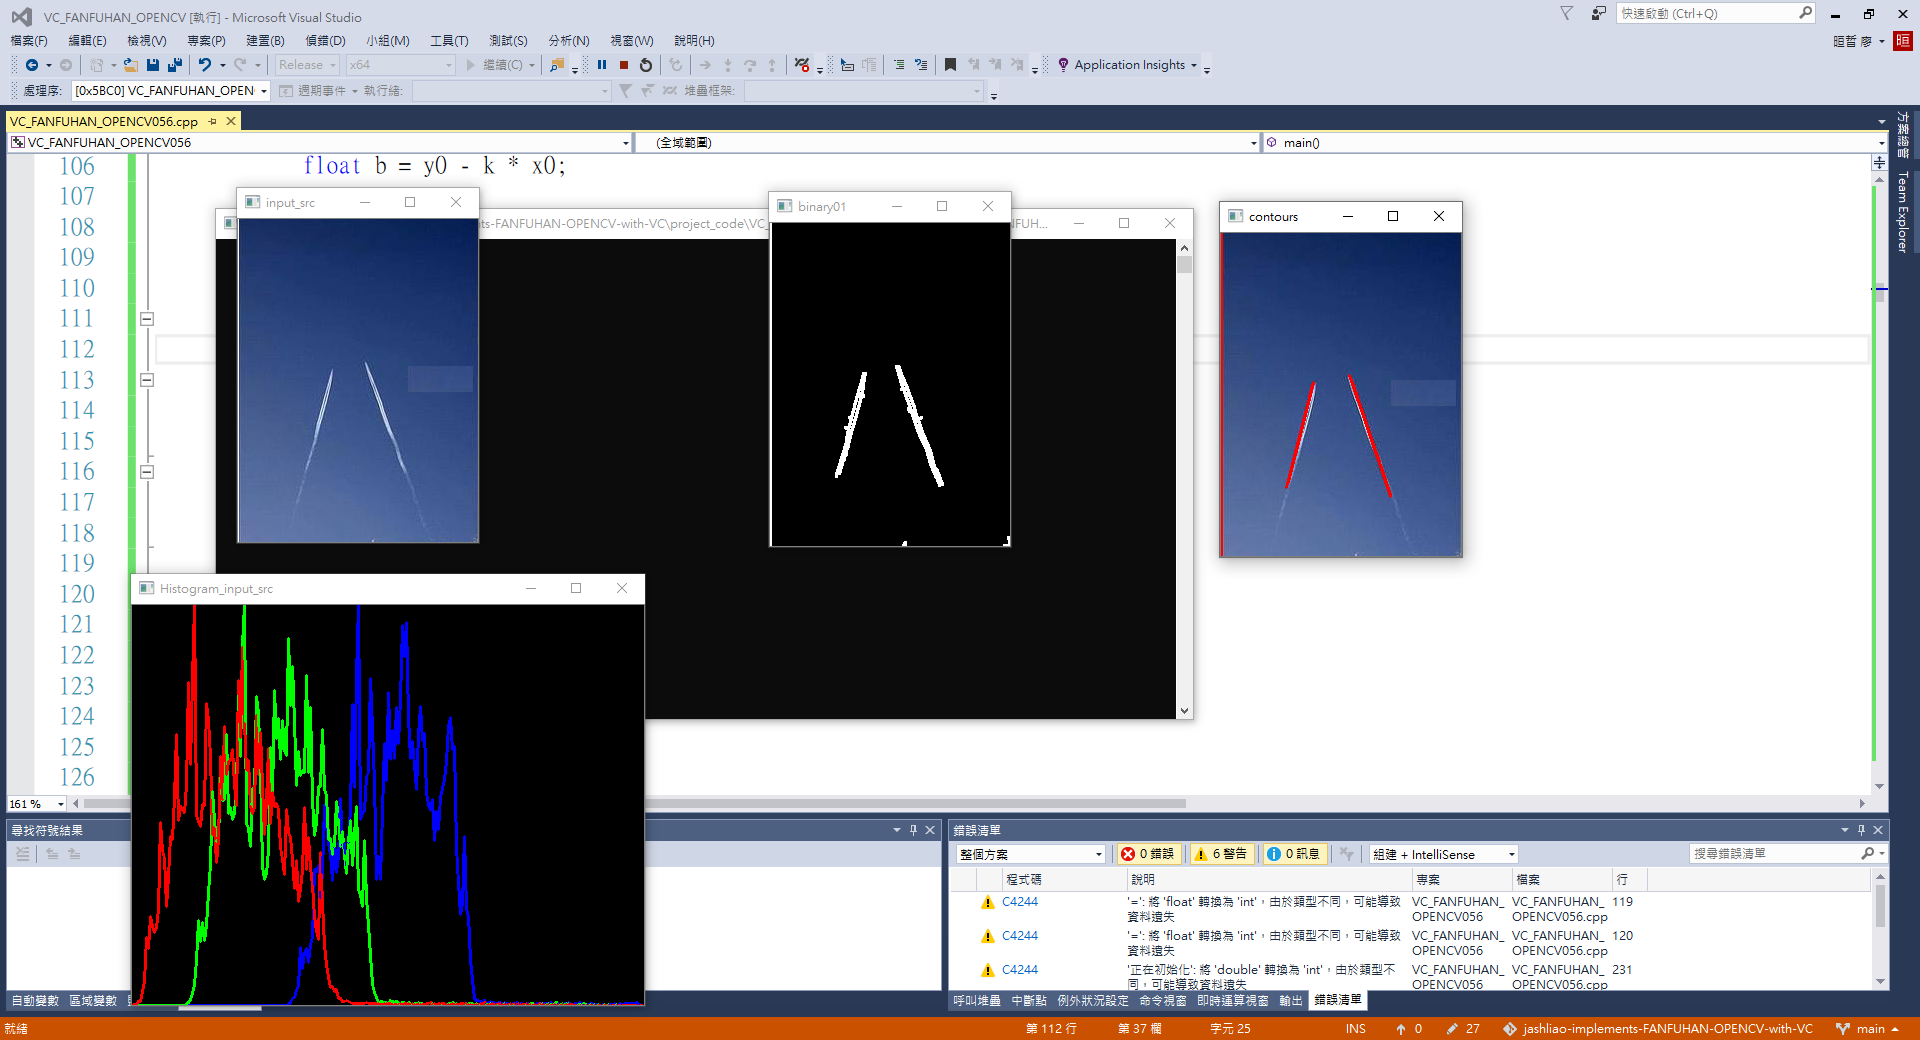 VC_FANFUHAN_OPENCV [執行] - Microsoft Visual Studio
快速啟動 (Ctrl+Q)
檔案(F) 編輯(E) 檢視(V) 專案(P) 建置(B) 偵錯(D) 小組(M) 工具(T) 測試(S) 分析(N) 視窗(W) 說明(H)
晅哲 廖 晅
Release x64 繼續(C) Application Insights
處理序: [0x5BC0] VC_FANFUHAN_OPEN 週期事件 執行緒: 堆疊框架:
VC_FANFUHAN_OPENCV056.cpp
VC_FANFUHAN_OPENCV056 (全域範圍) main()
方案總管
Team Explorer
106 float b = y0 - k * x0;
107
108
109
110
111
112
113
114
115
116
117
118
119
120
121
122
123
124
125
126
input_src
nts-FANFUHAN-OPENCV-with-VC\project_code\VC_
NFUH...
binary01
contours
Histogram_input_src
161 %
尋找符號結果
自動變數 區域變數
錯誤清單
整個方案 0 錯誤 6 警告 0 訊息 組建 + IntelliSense 搜尋錯誤清單
程式碼 說明 專案 檔案 行
C4244 '=': 將 'float' 轉換為 'int'，由於類型不同，可能導致資料遺失 VC_FANFUHAN_OPENCV056 VC_FANFUHAN_OPENCV056.cpp 119
C4244 '=': 將 'float' 轉換為 'int'，由於類型不同，可能導致資料遺失 VC_FANFUHAN_OPENCV056 VC_FANFUHAN_OPENCV056.cpp 120
C4244 '正在初始化': 將 'double' 轉換為 'int'，由於類型不同，可能導致資料遺失 VC_FANFUHAN_OPENCV056 VC_FANFUHAN_OPENCV056.cpp 231
呼叫堆疊 中斷點 例外狀況設定 命令視窗 即時運算視窗 輸出 錯誤清單
就緒 第 112 行 第 37 欄 字元 25 INS 0 27 jashliao-implements-FANFUHAN-OPENCV-with-VC main